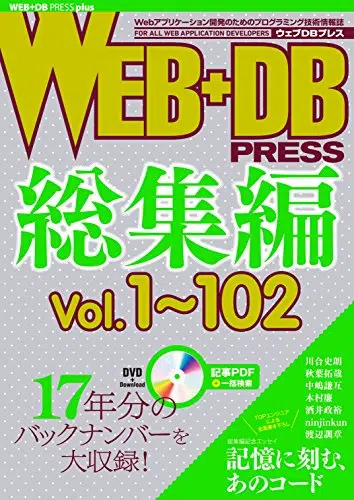 WEB+DB PRESS plus
Webアプリケーション開発のためのプログラミング技術情報誌
FOR ALL WEB APPLICATION DEVELOPERS
ウェブDBプレス
WEB+DB
PRESS
総集編
Vol.1~102
DVD
+
Download
記事PDF
+一括検索
17年分の
バックナンバーを
大収録!
川合史朗
秋葉拓哉
中嶋謙互
木村廉
酒井政裕
ninjinkun
渡辺調章
TOPエンジニア
による
全面書き下ろし
総集編記念エッセイ
記憶に刻む、
あのコード